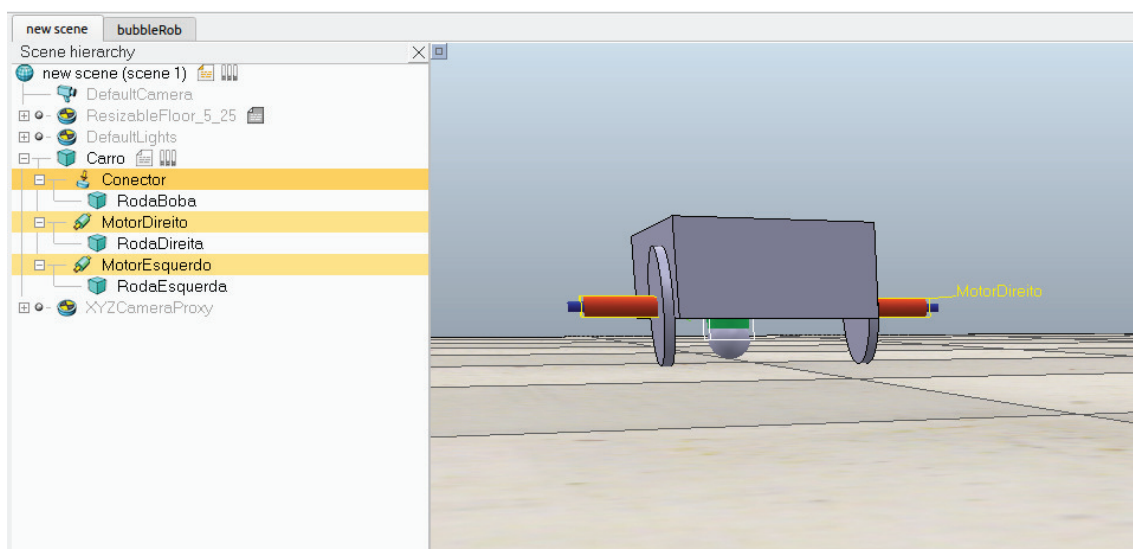 new scene
bubbleRob
Scene hierarchy
new scene (scene 1)
DefaultCamera
ResizableFloor_5_25
DefaultLights
Carro
Conector
RodaBoba
MotorDireito
RodaDireita
MotorEsquerdo
RodaEsquerda
XYZCameraProxy
MotorDireito